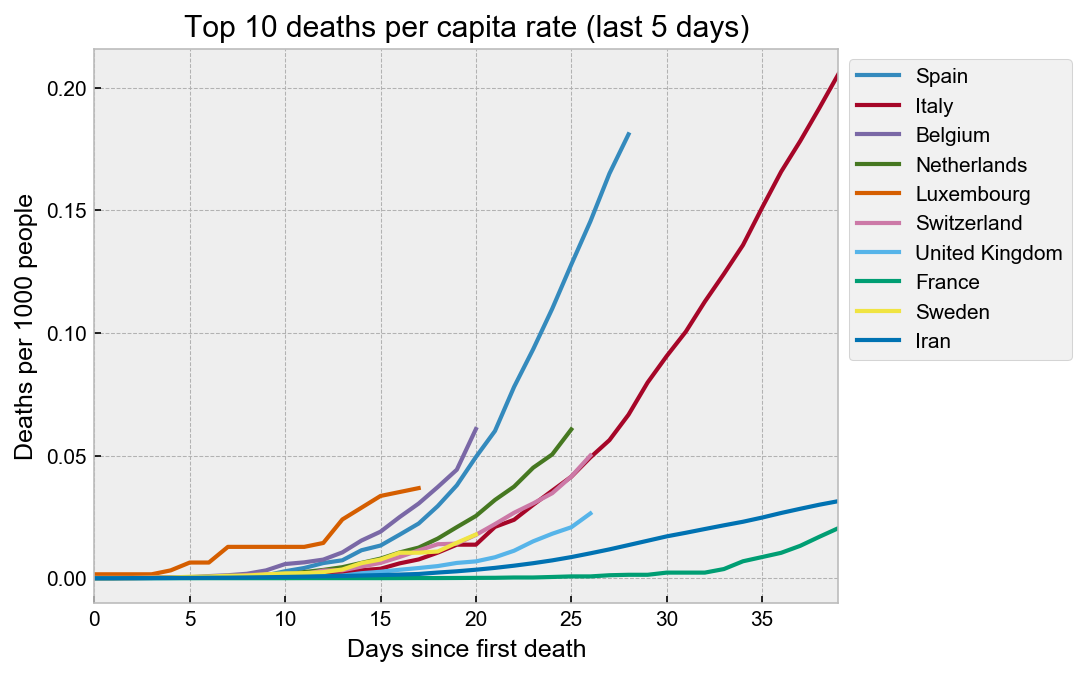 Top 10 deaths per capita rate (last 5 days)
Deaths per 1000 people
0.20
0.15
0.10
0.05
0.00
0 5 10 15 20 25 30 35
Days since first death
Spain
Italy
Belgium
Netherlands
Luxembourg
Switzerland
United Kingdom
France
Sweden
Iran